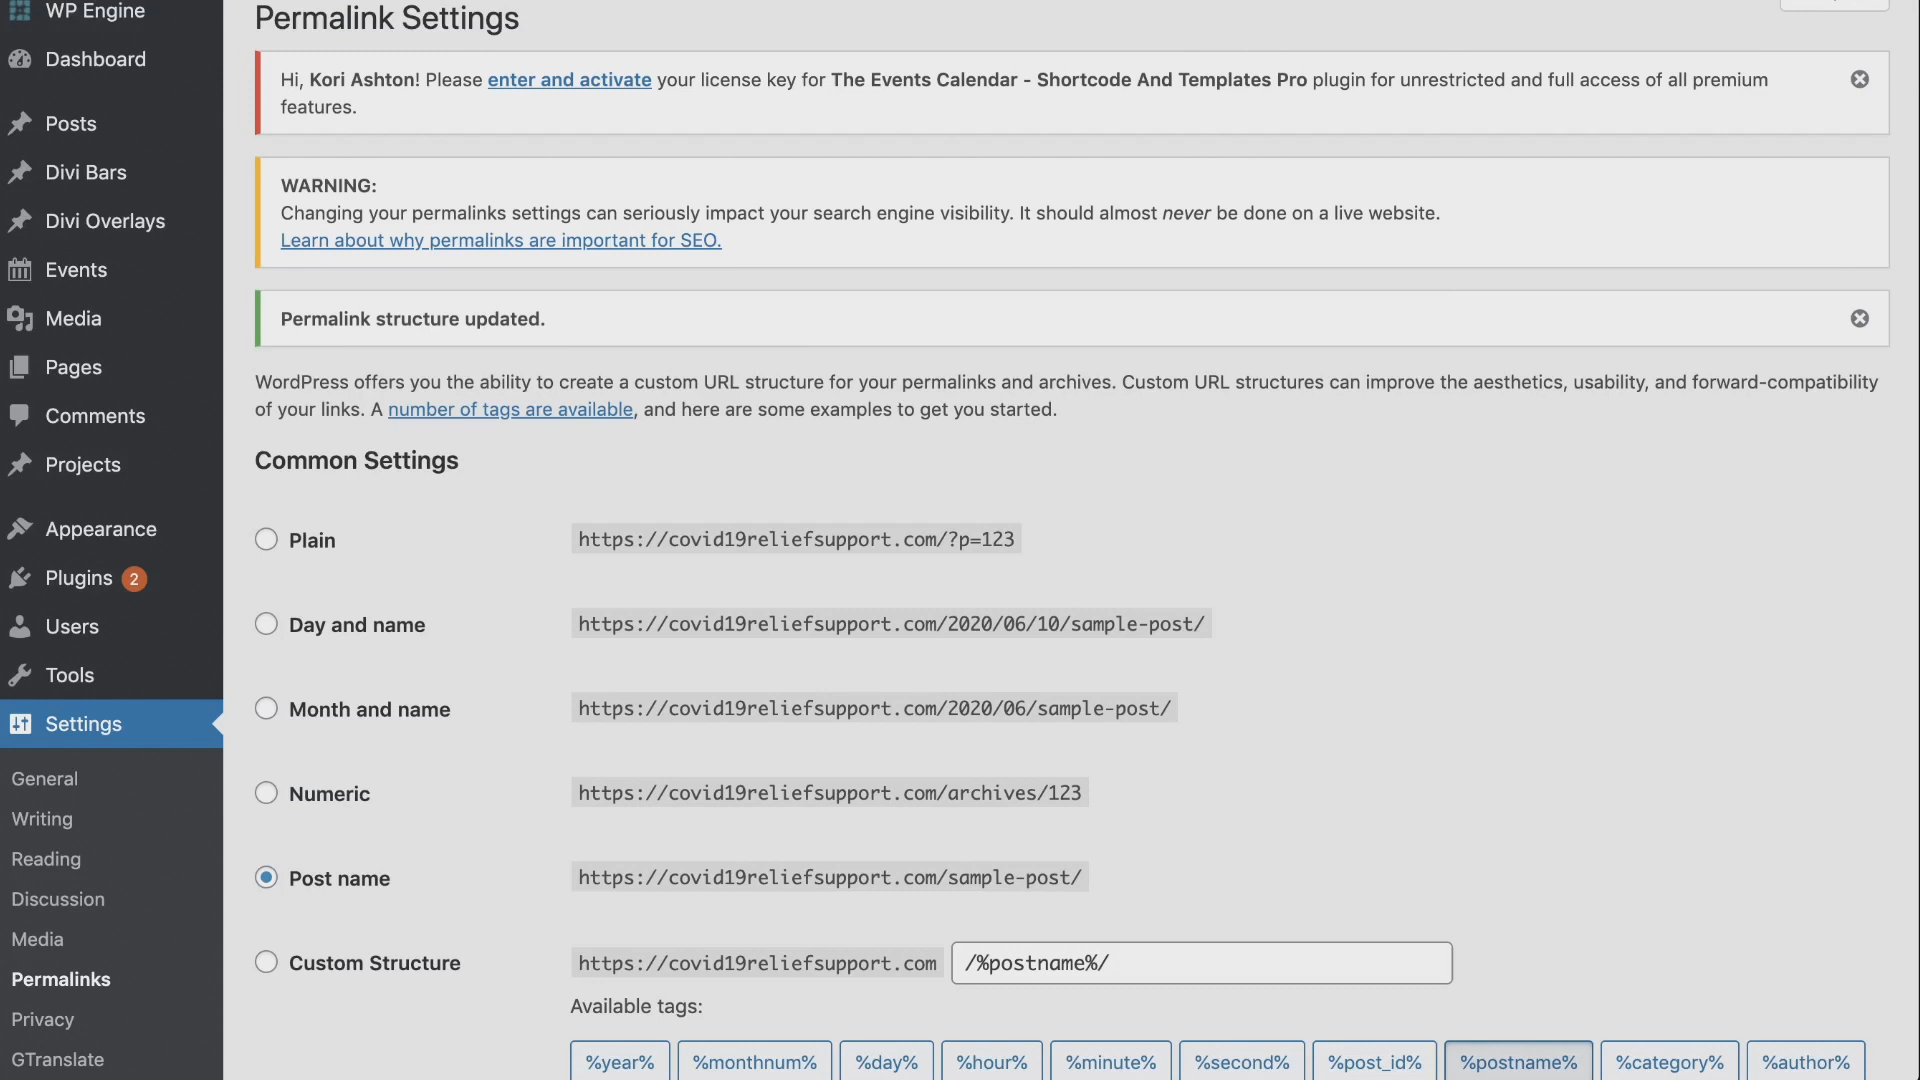 WP Engine
Dashboard
Posts
Divi Bars
Divi Overlays
Events
Media
Pages
Comments
Projects
Appearance
Plugins 2
Users
Tools
Settings
General
Writing
Reading
Discussion
Media
Permalinks
Privacy
GTranslate
Permalink Settings
Hi, Kori Ashton! Please enter and activate your license key for The Events Calendar - Shortcode And Templates Pro plugin for unrestricted and full access of all premium
features.
WARNING:
Changing your permalinks settings can seriously impact your search engine visibility. It should almost never be done on a live website.
Learn about why permalinks are important for SEO.
Permalink structure updated.
WordPress offers you the ability to create a custom URL structure for your permalinks and archives. Custom URL structures can improve the aesthetics, usability, and forward-compatibility
of your links. A number of tags are available, and here are some examples to get you started.
Common Settings
Plain https://covid19reliefsupport.com/?p=123
Day and name https://covid19reliefsupport.com/2020/06/10/sample-post/
Month and name https://covid19reliefsupport.com/2020/06/sample-post/
Numeric https://covid19reliefsupport.com/archives/123
Post name https://covid19reliefsupport.com/sample-post/
Custom Structure https://covid19reliefsupport.com /%postname%/
Available tags:
%year% %monthnum% %day% %hour% %minute% %second% %post_id% %postname% %category% %author%